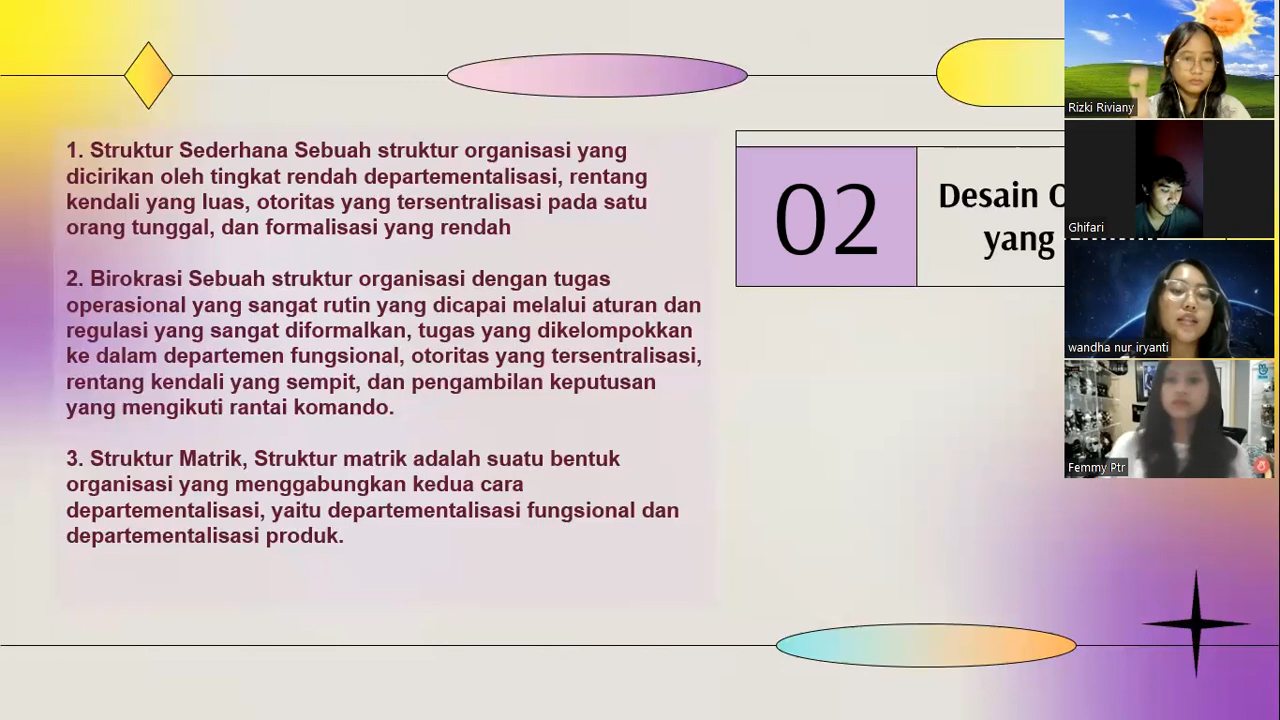 1. Struktur Sederhana Sebuah struktur organisasi yang
dicirikan oleh tingkat rendah departementalisasi, rentang
kendali yang luas, otoritas yang tersentralisasi pada satu
orang tunggal, dan formalisasi yang rendah
2. Birokrasi Sebuah struktur organisasi dengan tugas
operasional yang sangat rutin yang dicapai melalui aturan dan
regulasi yang sangat diformalkan, tugas yang dikelompokkan
ke dalam departemen fungsional, otoritas yang tersentralisasi,
rentang kendali yang sempit, dan pengambilan keputusan
yang mengikuti rantai komando.
3. Struktur Matrik, Struktur matrik adalah suatu bentuk
organisasi yang menggabungkan kedua cara
departementalisasi, yaitu departementalisasi fungsional dan
departementalisasi produk.
02
Desain
yang
Rizki Riviany
Ghifari
wandha nur iryanti
Femmy Ptr